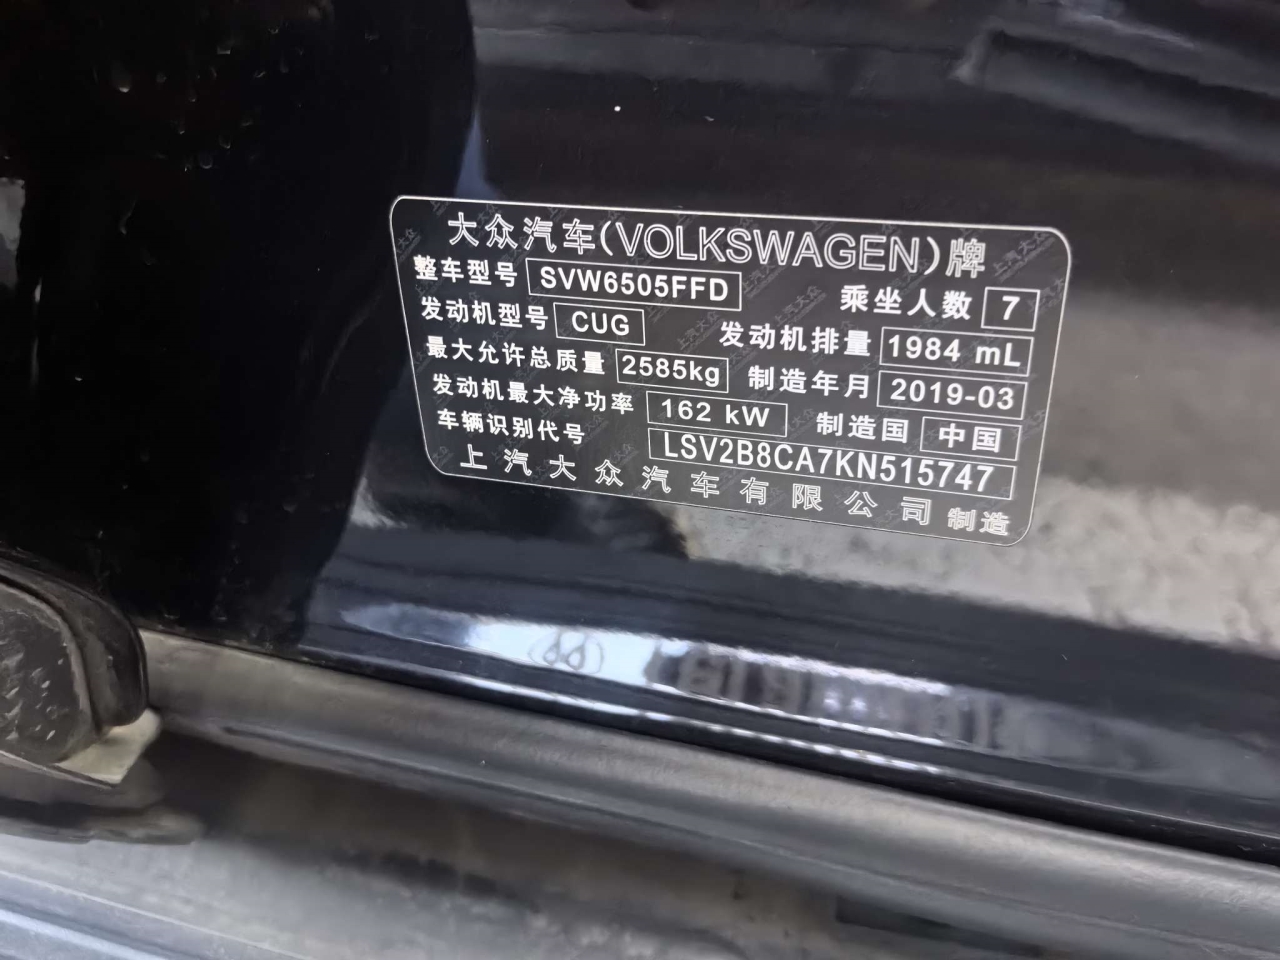 大众汽车(VOLKSWAGEN)牌
整车型号 SVW6505FFD 乘坐人数 7
发动机型号 CUG 发动机排量 1984 mL
最大允许总质量 2585kg 制造年月 2019-03
发动机最大净功率 162 kW 制造国 中国
车辆识别代号 LSV2B8CA7KN515747
上汽大众汽车有限公司 制造